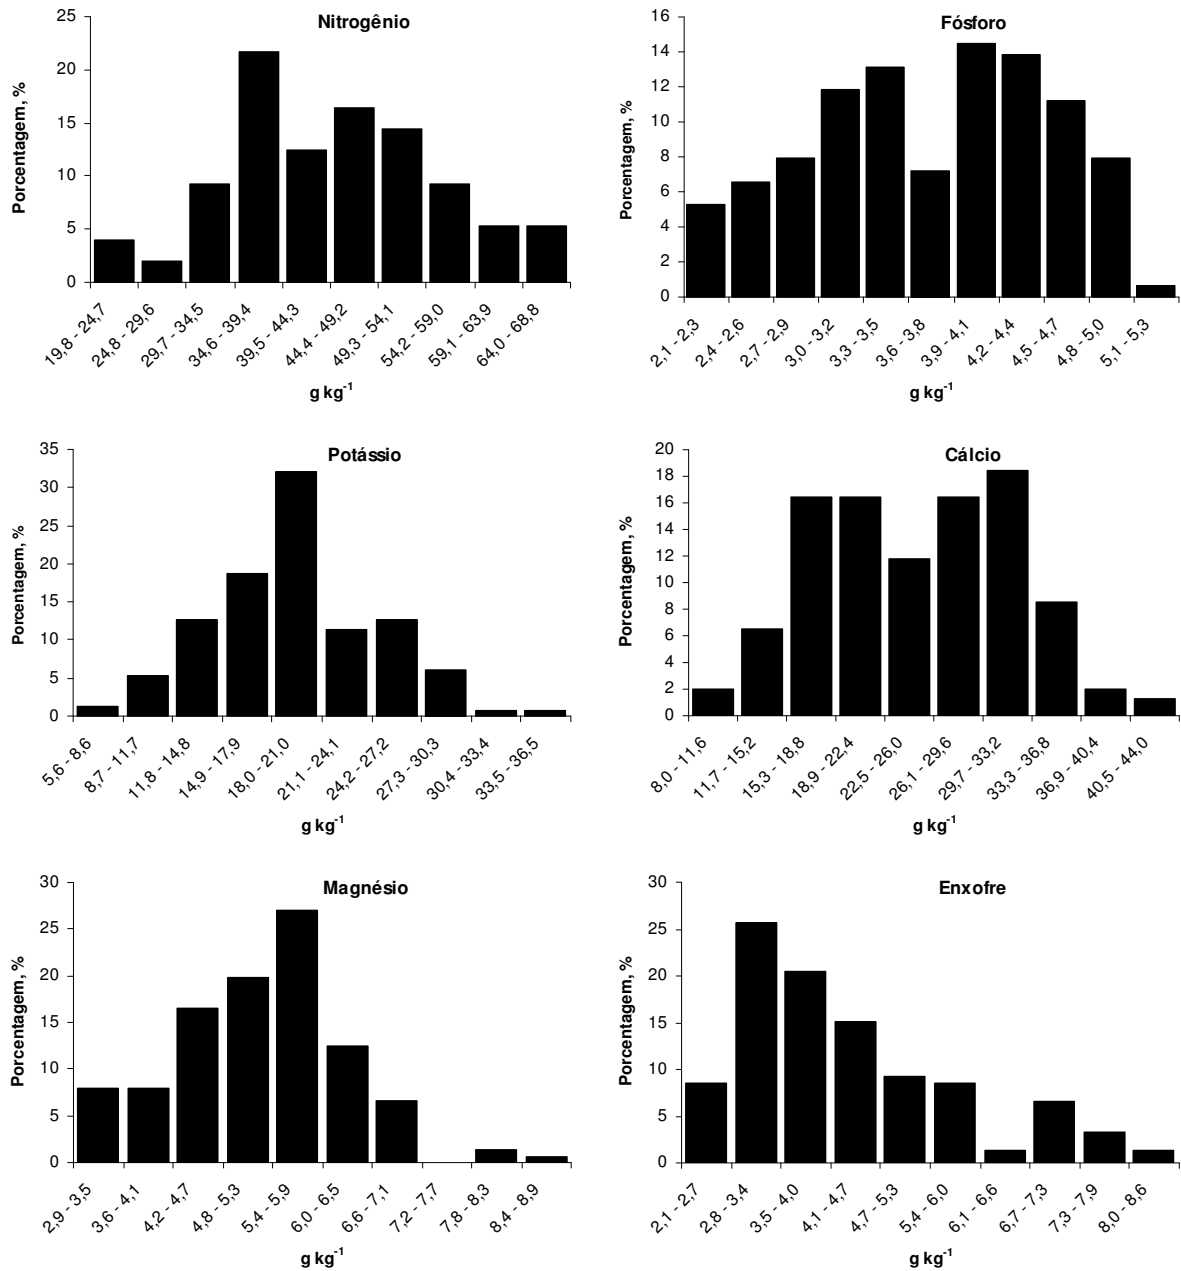 Nitrogênio
Porcentagem, %
25
20
15
10
5
0
19,8 - 24,7
24,8 - 29,6
29,7 - 34,5
34,6 - 39,4
39,5 - 44,3
44,4 - 49,2
49,3 - 54,1
54,2 - 59,0
59,1 - 63,9
64,0 - 68,8
g kg-1
Fósforo
Porcentagem, %
16
14
12
10
8
6
4
2
0
2,1 - 2,3
2,4 - 2,6
2,7 - 2,9
3,0 - 3,2
3,3 - 3,5
3,6 - 3,8
3,9 - 4,1
4,2 - 4,4
4,5 - 4,7
4,8 - 5,0
5,1 - 5,3
g kg-1
Potássio
Porcentagem, %
35
30
25
20
15
10
5
0
5,6 - 8,6
8,7 - 11,7
11,8 - 14,8
14,9 - 17,9
18,0 - 21,0
21,1 - 24,1
24,2 - 27,2
27,3 - 30,3
30,4 - 33,4
33,5 - 36,5
g kg-1
Cálcio
Porcentagem, %
20
18
16
14
12
10
8
6
4
2
0
8,0 - 11,6
11,7 - 15,2
15,3 - 18,8
18,9 - 22,4
22,5 - 26,0
26,1 - 29,6
29,7 - 33,2
33,3 - 36,8
36,9 - 40,4
40,5 - 44,0
g kg-1
Magnésio
Porcentagem, %
30
25
20
15
10
5
0
2,9 - 3,5
3,6 - 4,1
4,2 - 4,7
4,8 - 5,3
5,4 - 5,9
6,0 - 6,5
6,6 - 7,1
7,2 - 7,7
7,8 - 8,3
8,4 - 8,9
g kg-1
Enxofre
Porcentagem, %
30
25
20
15
10
5
0
2,1 - 2,7
2,8 - 3,4
3,5 - 4,0
4,1 - 4,7
4,7 - 5,3
5,4 - 6,0
6,1 - 6,6
6,7 - 7,3
7,3 - 7,9
8,0 - 8,6
g kg-1